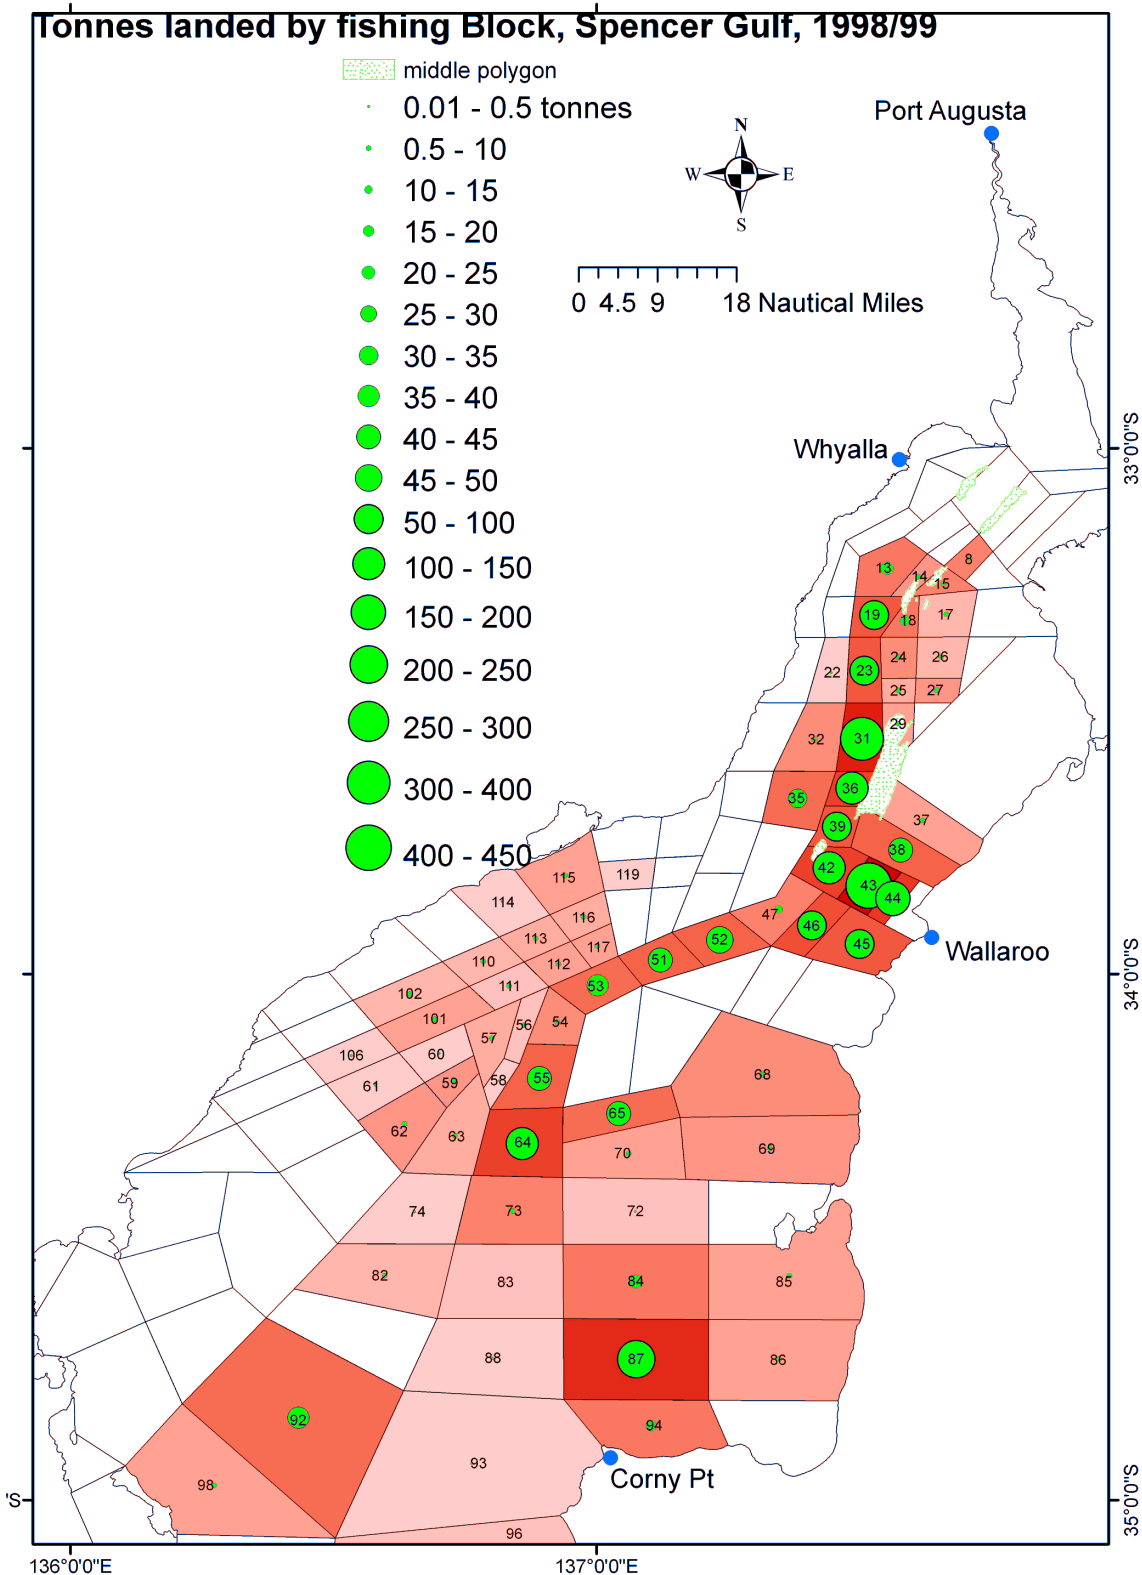 Tonnes landed by fishing Block, Spencer Gulf, 1998/99
middle polygon
0.01 - 0.5 tonnes
0.5 - 10
10 - 15
15 - 20
20 - 25
25 - 30
30 - 35
35 - 40
40 - 45
45 - 50
50 - 100
100 - 150
150 - 200
200 - 250
250 - 300
300 - 400
400 - 450
N
W E
S
0 4.5 9 18 Nautical Miles
Port Augusta
Whyalla
33°0'0"S
8
13
14
15
19
18
17
22
23
24
26
25
27
29
32
31
35
36
37
39
38
42
43
44
115
119
114
116
47
46
45
Wallaroo
113
117
52
51
110
112
34°0'0"S
111
53
102
101
56
54
57
106
60
61
59
58
55
68
62
63
65
64
70
69
74
73
72
82
83
84
85
88
87
86
92
94
93
Corny Pt
98
96
'S
35°0'0"S
136°0'0"E
137°0'0"E